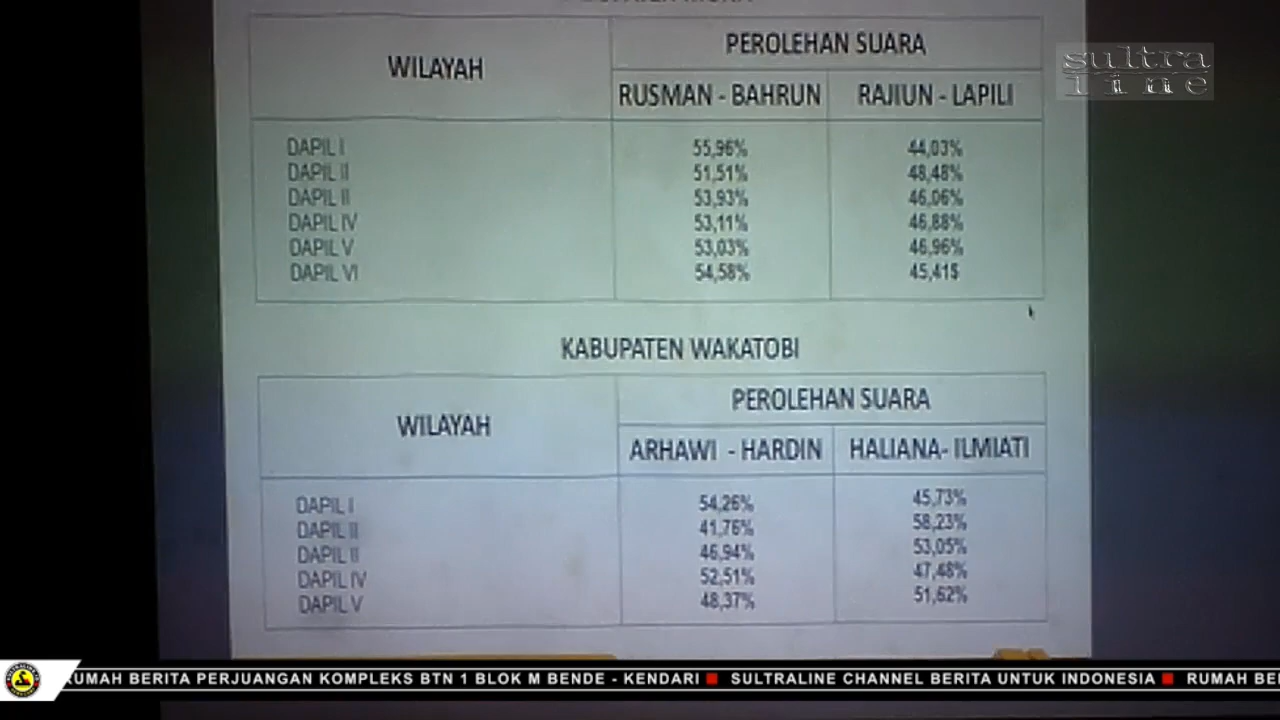 PEROLEHAN SUARA
WILAYAH
RUSMAN - BAHRUN RAJIUN - LAPILI
DAPIL I 55,96% 44,03%
DAPIL II 51,51% 48,48%
DAPIL II 53,93% 46,06%
DAPIL IV 53,11% 46,88%
DAPIL V 53,03% 46,96%
DAPIL VI 54,58% 45,41$
KABUPATEN WAKATOBI
PEROLEHAN SUARA
WILAYAH
ARHAWI - HARDIN HALIANA- ILMIATI
DAPIL I 54,26% 45,73%
DAPIL II 41,76% 58,23%
DAPIL II 46,94% 53,05%
DAPIL IV 52,51% 47,48%
DAPIL V 48,37% 51,62%
sultra
line
RUMAH BERITA PERJUANGAN KOMPLEKS BTN 1 BLOK M BENDE - KENDARI ■ SULTRALINE CHANNEL BERITA UNTUK INDONESIA ■ RUMAH BE